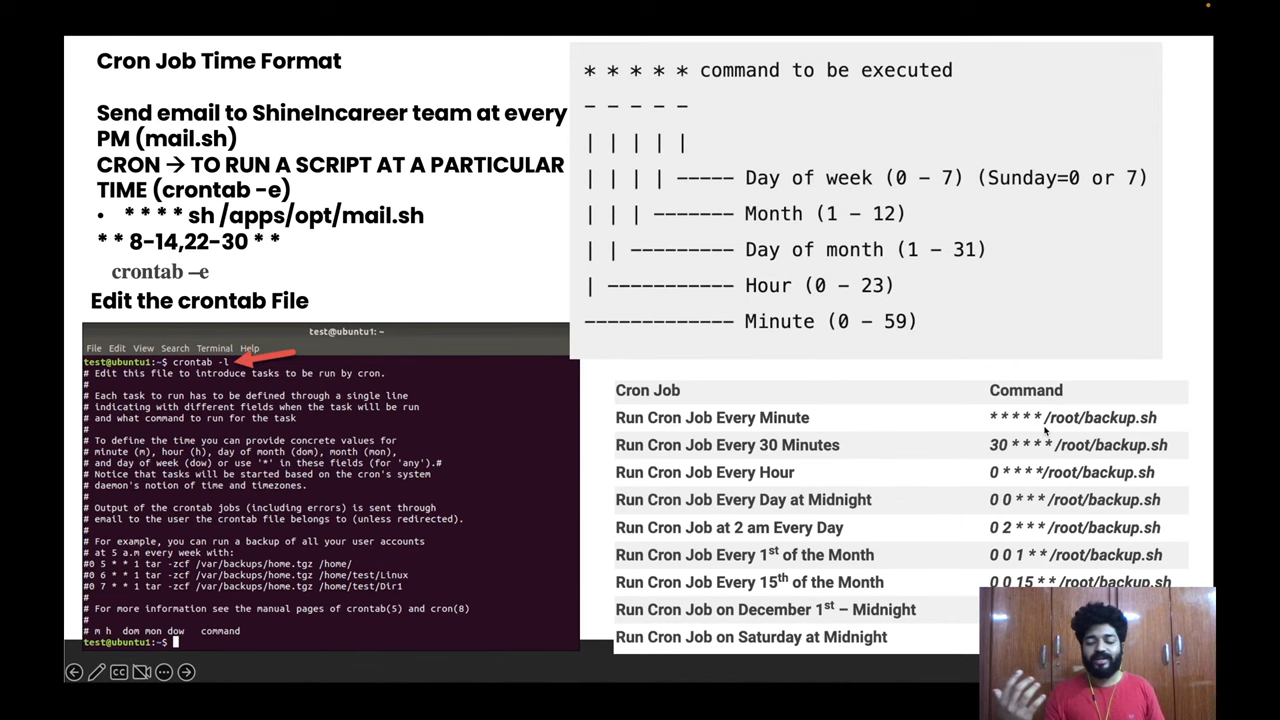 Cron Job Time Format
Send email to ShineIncareer team at every
PM (mail.sh)
CRON → TO RUN A SCRIPT AT A PARTICULAR
TIME (crontab -e)
• * * * * sh /apps/opt/mail.sh
* * 8-14,22-30 * *
crontab –e
Edit the crontab File
test@ubuntu1: ~
File Edit View Search Terminal Help
test@ubuntu1:~$ crontab -l
# Edit this file to introduce tasks to be run by cron.
#
# Each task to run has to be defined through a single line
# indicating with different fields when the task will be run
# and what command to run for the task
#
# To define the time you can provide concrete values for
# minute (m), hour (h), day of month (dom), month (mon),
# and day of week (dow) or use '*' in these fields (for 'any').#
# Notice that tasks will be started based on the cron's system
# daemon's notion of time and timezones.
#
# Output of the crontab jobs (including errors) is sent through
# email to the user the crontab file belongs to (unless redirected).
#
# For example, you can run a backup of all your user accounts
# at 5 a.m every week with:
#0 5 * * 1 tar -zcf /var/backups/home.tgz /home/
#0 6 * * 1 tar -zcf /var/backups/home.tgz /home/test/Linux
#0 7 * * 1 tar -zcf /var/backups/home.tgz /home/test/Dir1
#
# For more information see the manual pages of crontab(5) and cron(8)
#
# m h dom mon dow command
test@ubuntu1:~$
* * * * * command to be executed
- - - - -
| | | | |
| | | | ----- Day of week (0 - 7) (Sunday=0 or 7)
| | | ------- Month (1 - 12)
| | --------- Day of month (1 - 31)
| ----------- Hour (0 - 23)
------------- Minute (0 - 59)
Cron Job Command
Run Cron Job Every Minute * * * * * /root/backup.sh
Run Cron Job Every 30 Minutes 30 * * * * /root/backup.sh
Run Cron Job Every Hour 0 * * * */root/backup.sh
Run Cron Job Every Day at Midnight 0 0 * * * /root/backup.sh
Run Cron Job at 2 am Every Day 0 2 * * * /root/backup.sh
Run Cron Job Every 1st of the Month 0 0 1 * * /root/backup.sh
Run Cron Job Every 15th of the Month 0 0 15 * * /root/backup.sh
Run Cron Job on December 1st – Midnight
Run Cron Job on Saturday at Midnight
CC